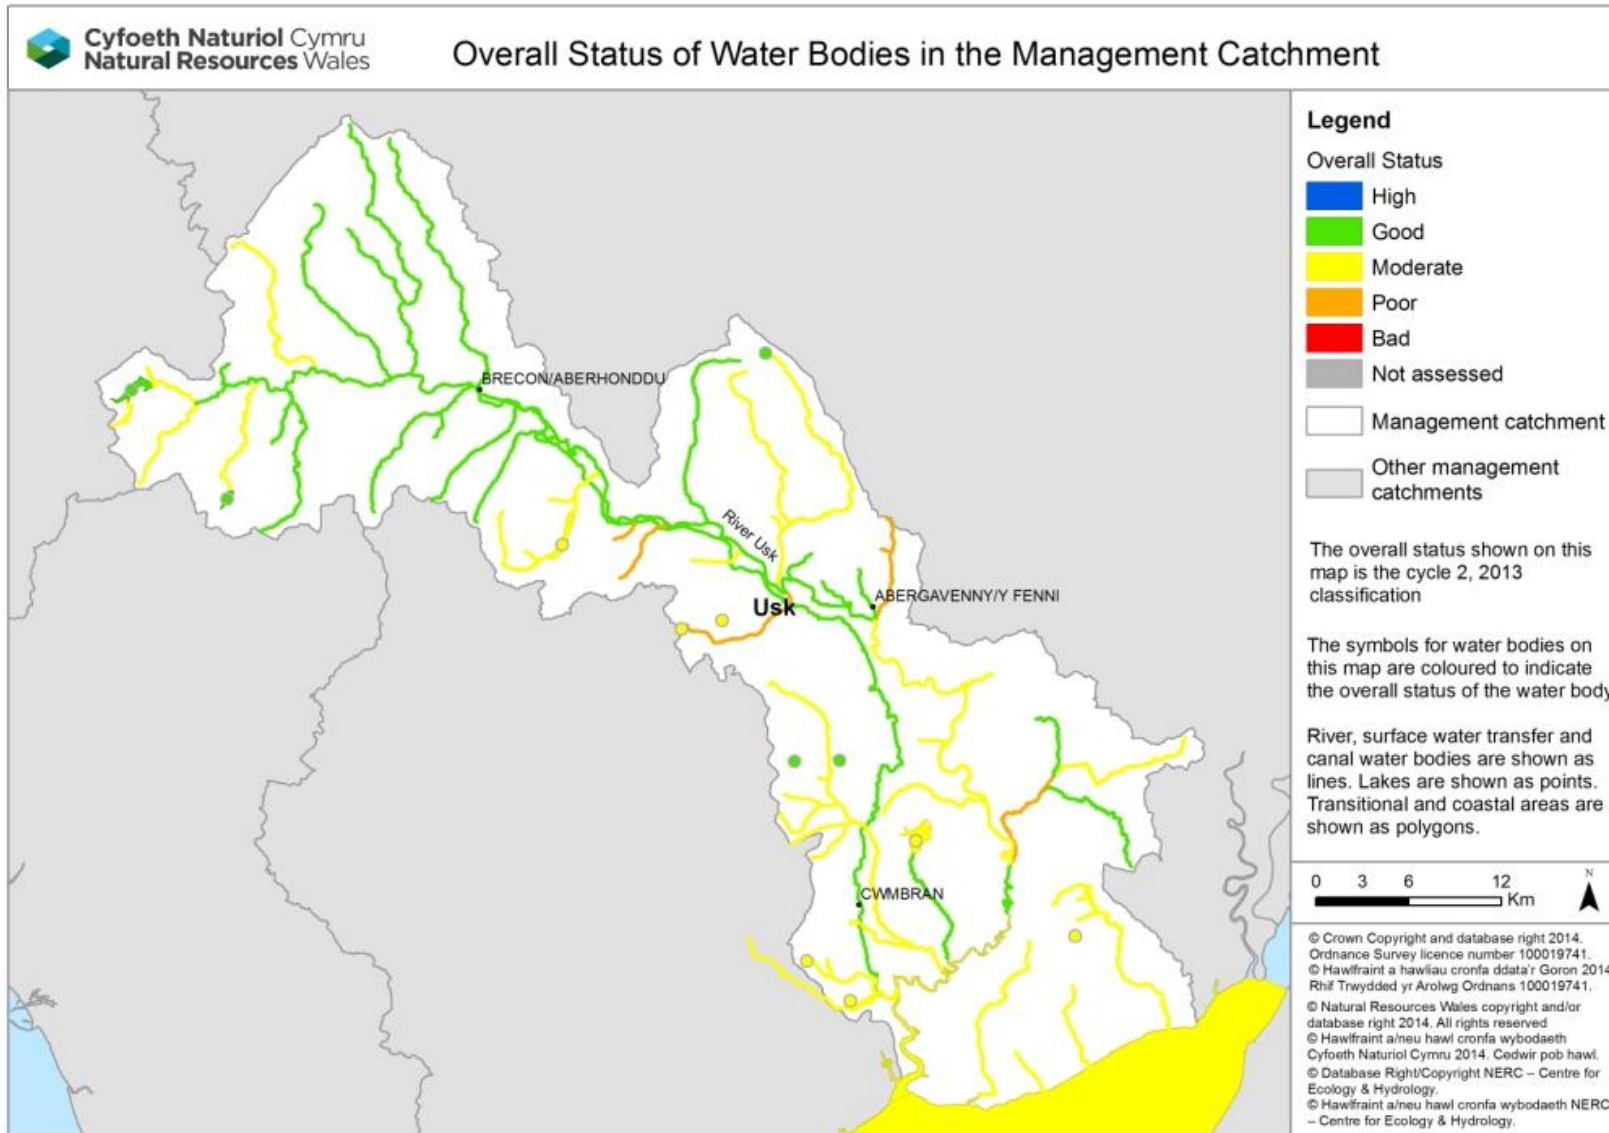 Cyfoeth Naturiol Cymru
Natural Resources Wales
Overall Status of Water Bodies in the Management Catchment
BRECON/ABERHONDDU
River Usk
Usk
ABERGAVENNY/Y FENNI
CWMBRAN
Legend
Overall Status
High
Good
Moderate
Poor
Bad
Not assessed
Management catchment
Other management
catchments
The overall status shown on this
map is the cycle 2, 2013
classification
The symbols for water bodies on
this map are coloured to indicate
the overall status of the water body
River, surface water transfer and
canal water bodies are shown as
lines. Lakes are shown as points.
Transitional and coastal areas are
shown as polygons.
0 3 6 12
Km
N
© Crown Copyright and database right 2014.
Ordnance Survey licence number 100019741.
© Hawlfraint a hawliau cronfa ddata'r Goron 2014
Rhif Trwydded yr Arolwg Ordnans 100019741.
© Natural Resources Wales copyright and/or
database right 2014. All rights reserved
© Hawlfraint a/neu hawl cronfa wybodaeth
Cyfoeth Naturiol Cymru 2014. Cedwir pob hawl.
© Database Right/Copyright NERC – Centre for
Ecology & Hydrology.
© Hawlfraint a/neu hawl cronfa wybodaeth NERC
– Centre for Ecology & Hydrology.